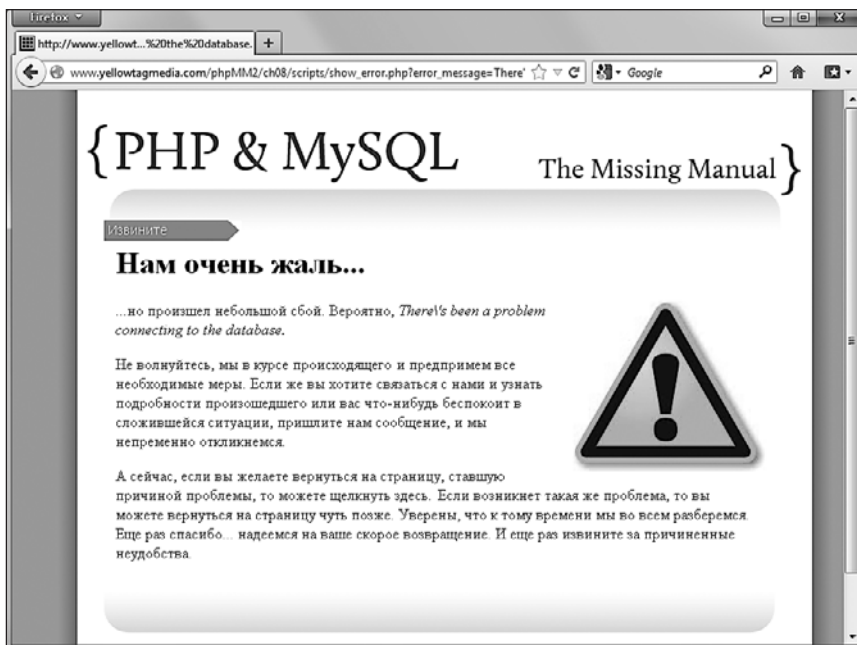 Firefox
http://www.yellowt...%20the%20database.
+
www.yellowtagmedia.com/phpMM2/ch08/scripts/show_error.php?error_message=There'
Google
{PHP & MySQL
The Missing Manual}
Извините
Нам очень жаль...
...но произшел небольшой сбой. Вероятно, There\'s been a problem
connecting to the database.
Не волнуйтесь, мы в курсе происходящего и предпримем все
необходимые меры. Если же вы хотите связаться с нами и узнать
подробности произошедшего или вас что-нибудь беспокоит в
сложившейся ситуации, пришлите нам сообщение, и мы
непременно откликнемся.
А сейчас, если вы желаете вернуться на страницу, ставшую
причиной проблемы, то можете щелкнуть здесь. Если возникнет такая же проблема, то вы
можете вернуться на страницу чуть позже. Уверены, что к тому времени мы во всем разберемся.
Еще раз спасибо... надеемся на ваше скорое возвращение. И еще раз извините за причиненные
неудобства.